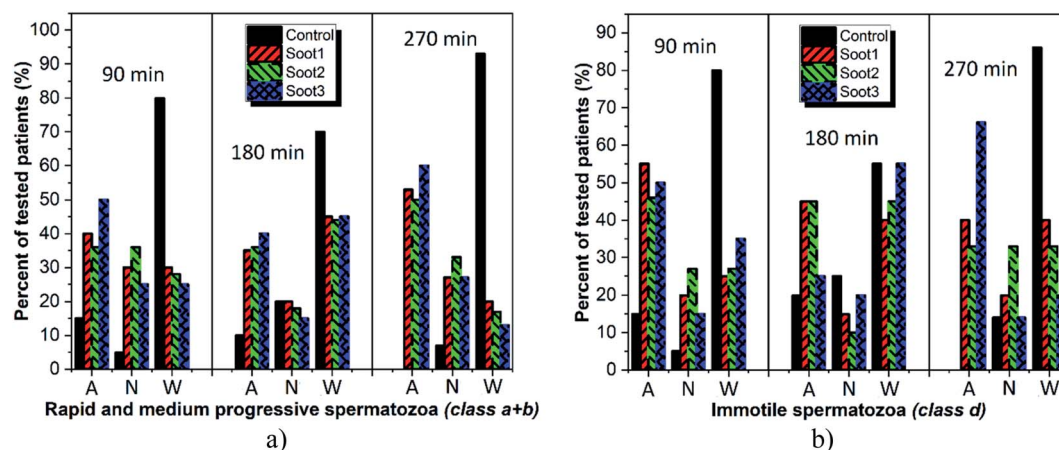 Percent of tested patients (%)
100
90
80
70
60
50
40
30
20
10
0
90 min
180 min
270 min
Control
Soot1
Soot2
Soot3
A N W A N W A N W
Rapid and medium progressive spermatozoa (class a+b)
a)
Percent of tested patients (%)
90
80
70
60
50
40
30
20
10
0
90 min
180 min
270 min
Control
Soot1
Soot2
Soot3
A N W A N W A N W
Immotile spermatozoa (class d)
b)